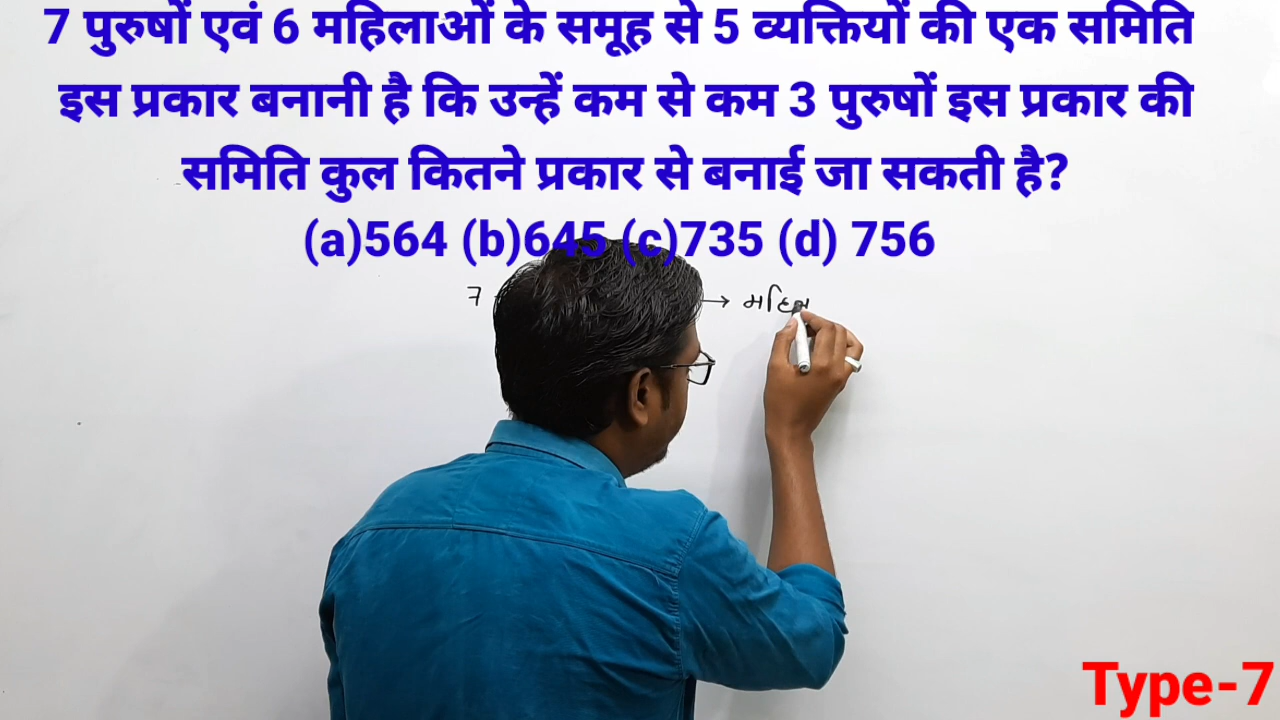 7 पुरुषों एवं 6 महिलाओं के समूह से 5 व्यक्तियों की एक समिति
इस प्रकार बनानी है कि उन्हें कम से कम 3 पुरुषों इस प्रकार की
समिति कुल कितने प्रकार से बनाई जा सकती है?
(a)564 (b)645 (c)735 (d) 756
7 → महिल
Type-7